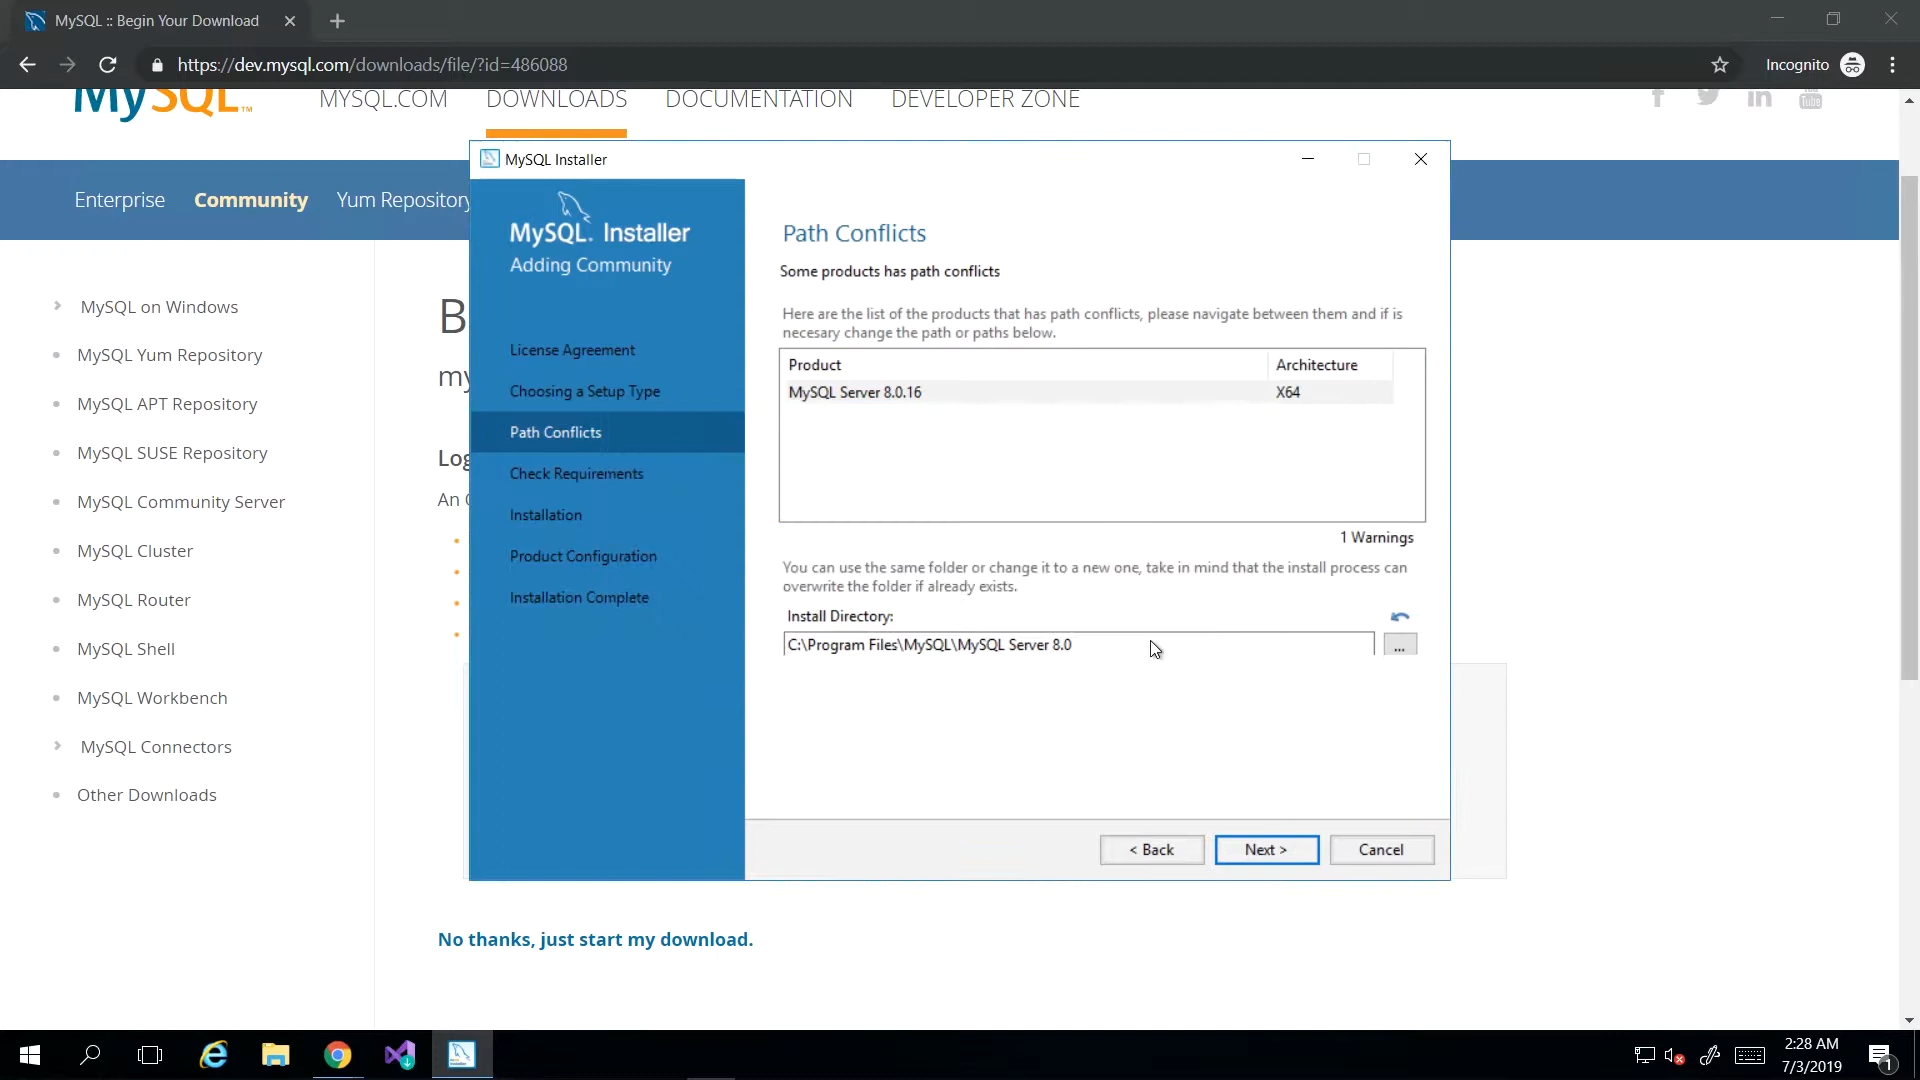 MySQL :: Begin Your Download
https://dev.mysql.com/downloads/file/?id=486088
Incognito
MySQL™
MYSQL.COM
DOWNLOADS
DOCUMENTATION
DEVELOPER ZONE
You Tube
Enterprise
Community
Yum Repository
MySQL on Windows
MySQL Yum Repository
MySQL APT Repository
MySQL SUSE Repository
MySQL Community Server
MySQL Cluster
MySQL Router
MySQL Shell
MySQL Workbench
MySQL Connectors
Other Downloads
B
my
Log
An
No thanks, just start my download.
MySQL Installer
MySQL. Installer
Adding Community
License Agreement
Choosing a Setup Type
Path Conflicts
Check Requirements
Installation
Product Configuration
Installation Complete
Path Conflicts
Some products has path conflicts
Here are the list of the products that has path conflicts, please navigate between them and if is
necesary change the path or paths below.
Product Architecture
MySQL Server 8.0.16 X64
1 Warnings
You can use the same folder or change it to a new one, take in mind that the install process can
overwrite the folder if already exists.
Install Directory:
C:\Program Files\MySQL\MySQL Server 8.0
...
< Back
Next >
Cancel
2:28 AM
7/3/2019
1